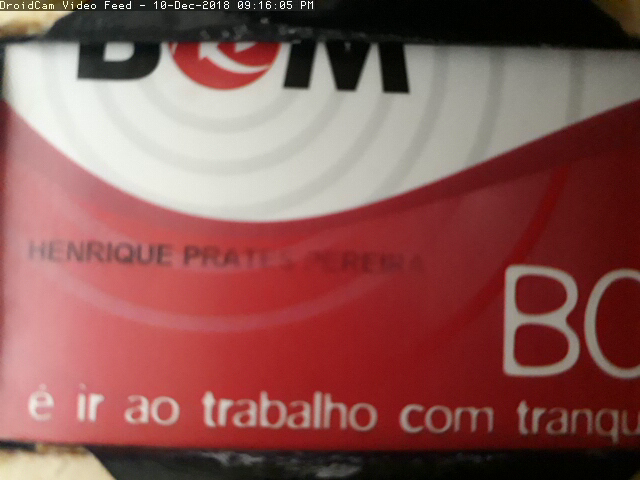 DroidCam Video Feed - 10-Dec-2018 09:16:05 PM
BOM
HENRIQUE PRATES PEREIRA
BO
é ir ao trabalho com tranqu